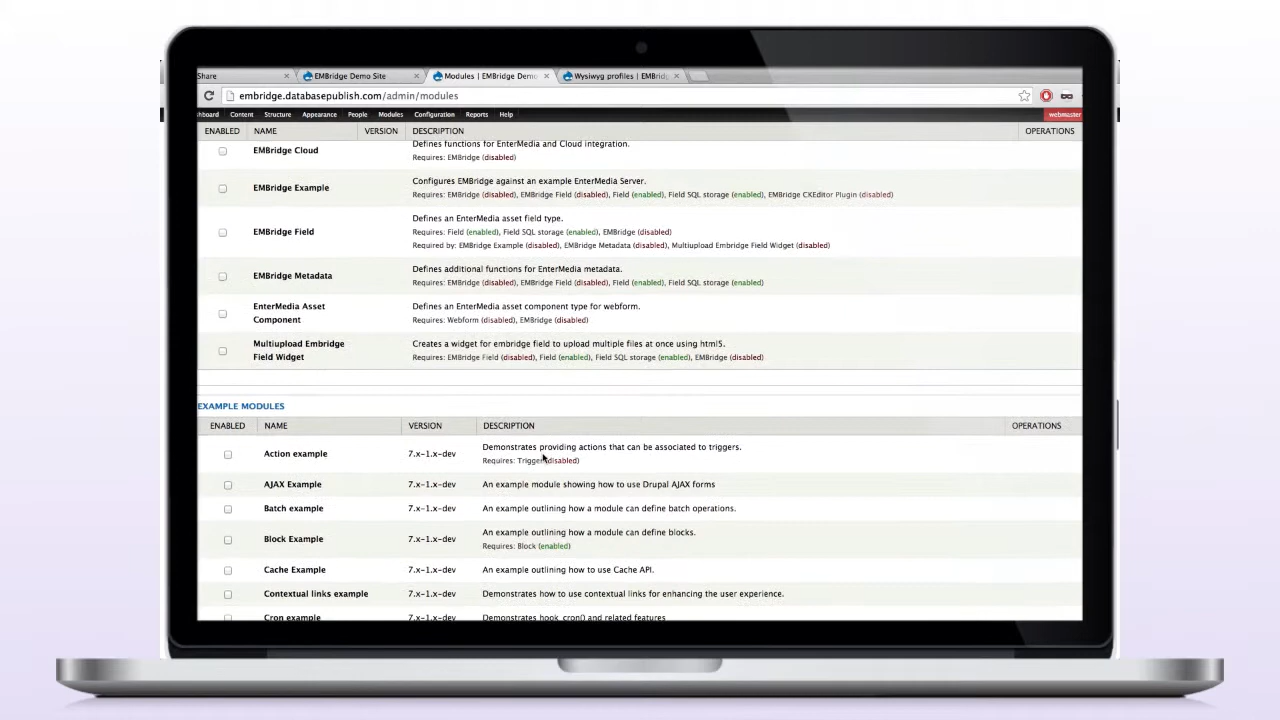 Share
EMBridge Demo Site
Modules | EMBridge Demo
Wysiwyg profiles | EMBridg
embridge.databasepublish.com/admin/modules
hboard Content Structure Appearance People Modules Configuration Reports Help webmaster
ENABLED NAME VERSION DESCRIPTION OPERATIONS
EMBridge Cloud
Defines functions for EnterMedia and Cloud integration.
Requires: EMBridge (disabled)
EMBridge Example
Configures EMBridge against an example EnterMedia Server.
Requires: EMBridge (disabled), EMBridge Field (disabled), Field (enabled), Field SQL storage (enabled), EMBridge CKEditor Plugin (disabled)
EMBridge Field
Defines an EnterMedia asset field type.
Requires: Field (enabled), Field SQL storage (enabled), EMBridge (disabled)
Required by: EMBridge Example (disabled), EMBridge Metadata (disabled), Multiupload Embridge Field Widget (disabled)
EMBridge Metadata
Defines additional functions for EnterMedia metadata.
Requires: EMBridge (disabled), EMBridge Field (disabled), Field (enabled), Field SQL storage (enabled)
EnterMedia Asset
Component
Defines an EnterMedia asset component type for webform.
Requires: Webform (disabled), EMBridge (disabled)
Multiupload Embridge
Field Widget
Creates a widget for embridge field to upload multiple files at once using html5.
Requires: EMBridge Field (disabled), Field (enabled), Field SQL storage (enabled), EMBridge (disabled)
EXAMPLE MODULES
ENABLED NAME VERSION DESCRIPTION OPERATIONS
Action example 7.x-1.x-dev
Demonstrates providing actions that can be associated to triggers.
Requires: Trigger (disabled)
AJAX Example 7.x-1.x-dev An example module showing how to use Drupal AJAX forms
Batch example 7.x-1.x-dev An example outlining how a module can define batch operations.
Block Example 7.x-1.x-dev
An example outlining how a module can define blocks.
Requires: Block (enabled)
Cache Example 7.x-1.x-dev An example outlining how to use Cache API.
Contextual links example 7.x-1.x-dev Demonstrates how to use contextual links for enhancing the user experience.
Cron example 7.x-1.x-dev Demonstrates hook_cron() and related features